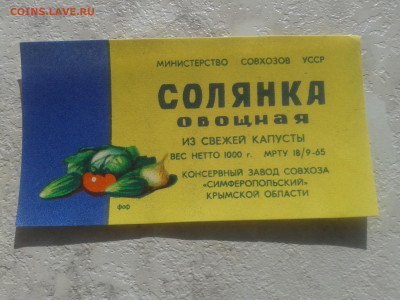 COINS.LAVE.RU
МИНИСТЕРСТВО СОВХОЗОВ УССР
СОЛЯНКА
ОВОЩНАЯ
ИЗ СВЕЖЕЙ КАПУСТЫ
ВЕС НЕТТО 1000 г. МРТУ 18/9-65
КОНСЕРВНЫЙ ЗАВОД СОВХОЗА
«СИМФЕРОПОЛЬСКИЙ»
КРЫМСКОЙ ОБЛАСТИ